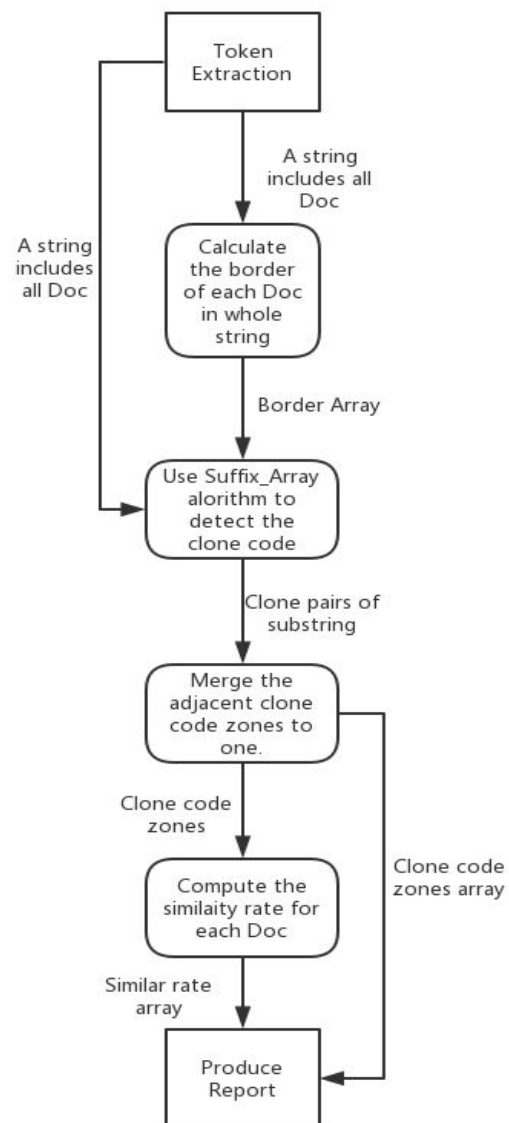 Token
Extraction
A string
includes all
Doc
A string
includes
all Doc
Calculate
the border
of each Doc
in whole
string
Border Array
Use Suffix_Array
alorithm to
detect the
clone code
Clone pairs of
substring
Merge the
adjacent clone
code zones to
one.
Clone code
zones
Clone code
zones array
Compute the
similaity rate for
each Doc
Similar rate
array
Produce
Report